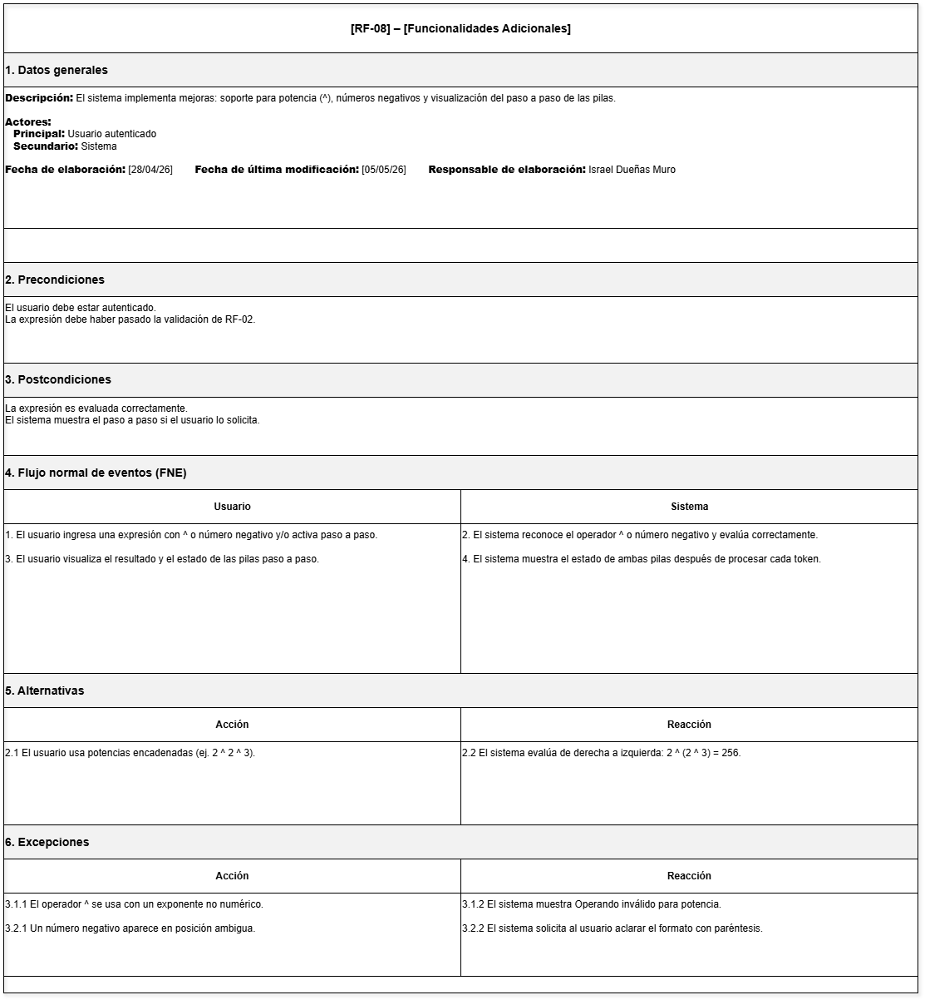 [RF-08] – [Funcionalidades Adicionales]
1. Datos generales
Descripción: El sistema implementa mejoras: soporte para potencia (^), números negativos y visualización del paso a paso de las pilas.
Actores:
Principal: Usuario autenticado
Secundario: Sistema
Fecha de elaboración: [28/04/26] Fecha de última modificación: [05/05/26] Responsable de elaboración: Israel Dueñas Muro
2. Precondiciones
El usuario debe estar autenticado.
La expresión debe haber pasado la validación de RF-02.
3. Postcondiciones
La expresión es evaluada correctamente.
El sistema muestra el paso a paso si el usuario lo solicita.
4. Flujo normal de eventos (FNE)
Usuario Sistema
1. El usuario ingresa una expresión con ^ o número negativo y/o activa paso a paso. 2. El sistema reconoce el operador ^ o número negativo y evalúa correctamente.
3. El usuario visualiza el resultado y el estado de las pilas paso a paso. 4. El sistema muestra el estado de ambas pilas después de procesar cada token.
5. Alternativas
Acción Reacción
2.1 El usuario usa potencias encadenadas (ej. 2 ^ 2 ^ 3). 2.2 El sistema evalúa de derecha a izquierda: 2 ^ (2 ^ 3) = 256.
6. Excepciones
Acción Reacción
3.1.1 El operador ^ se usa con un exponente no numérico. 3.1.2 El sistema muestra Operando inválido para potencia.
3.2.1 Un número negativo aparece en posición ambigua. 3.2.2 El sistema solicita al usuario aclarar el formato con paréntesis.